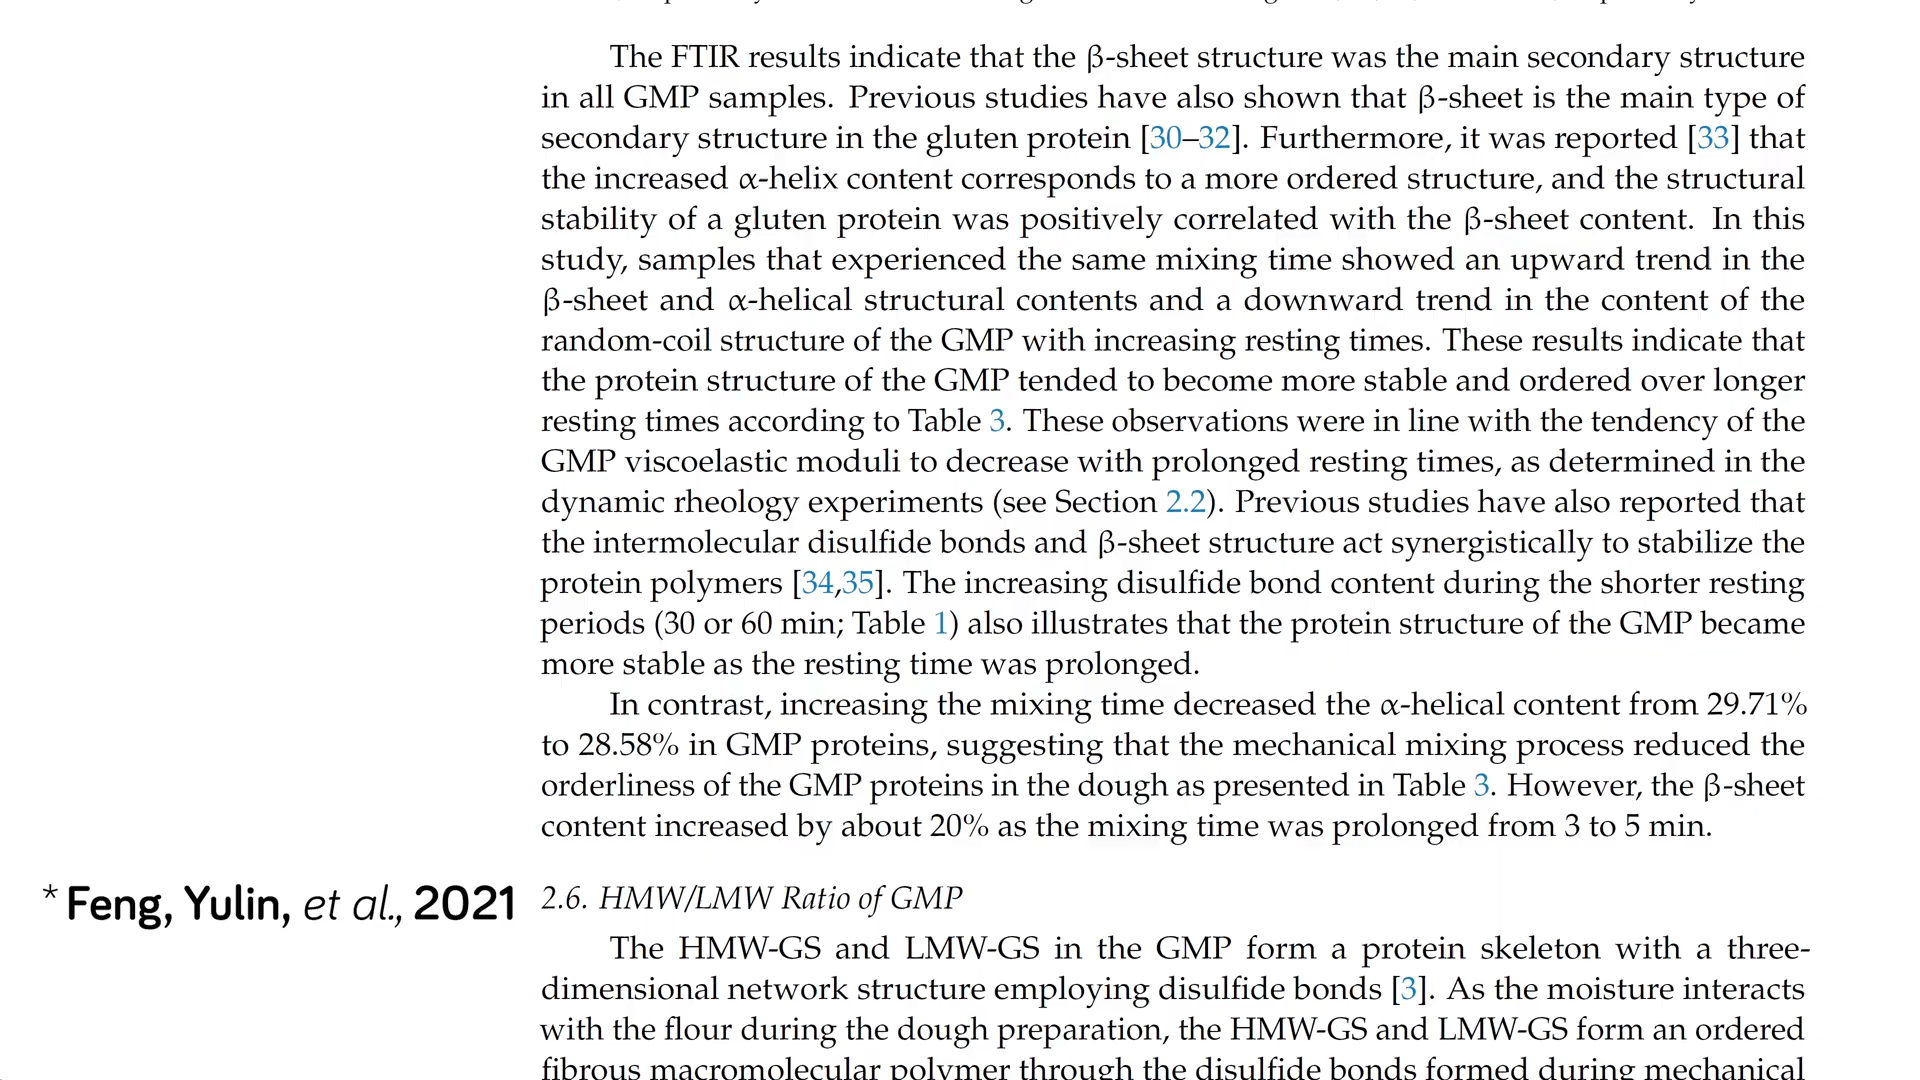 The FTIR results indicate that the β-sheet structure was the main secondary structure
in all GMP samples. Previous studies have also shown that β-sheet is the main type of
secondary structure in the gluten protein [30–32]. Furthermore, it was reported [33] that
the increased α-helix content corresponds to a more ordered structure, and the structural
stability of a gluten protein was positively correlated with the β-sheet content. In this
study, samples that experienced the same mixing time showed an upward trend in the
β-sheet and α-helical structural contents and a downward trend in the content of the
random-coil structure of the GMP with increasing resting times. These results indicate that
the protein structure of the GMP tended to become more stable and ordered over longer
resting times according to Table 3. These observations were in line with the tendency of the
GMP viscoelastic moduli to decrease with prolonged resting times, as determined in the
dynamic rheology experiments (see Section 2.2). Previous studies have also reported that
the intermolecular disulfide bonds and β-sheet structure act synergistically to stabilize the
protein polymers [34,35]. The increasing disulfide bond content during the shorter resting
periods (30 or 60 min; Table 1) also illustrates that the protein structure of the GMP became
more stable as the resting time was prolonged.
In contrast, increasing the mixing time decreased the α-helical content from 29.71%
to 28.58% in GMP proteins, suggesting that the mechanical mixing process reduced the
orderliness of the GMP proteins in the dough as presented in Table 3. However, the β-sheet
content increased by about 20% as the mixing time was prolonged from 3 to 5 min.
* Feng, Yulin, et al., 2021
2.6. HMW/LMW Ratio of GMP
The HMW-GS and LMW-GS in the GMP form a protein skeleton with a three-
dimensional network structure employing disulfide bonds [3]. As the moisture interacts
with the flour during the dough preparation, the HMW-GS and LMW-GS form an ordered
fibrous macromolecular polymer through the disulfide bonds formed during mechanical